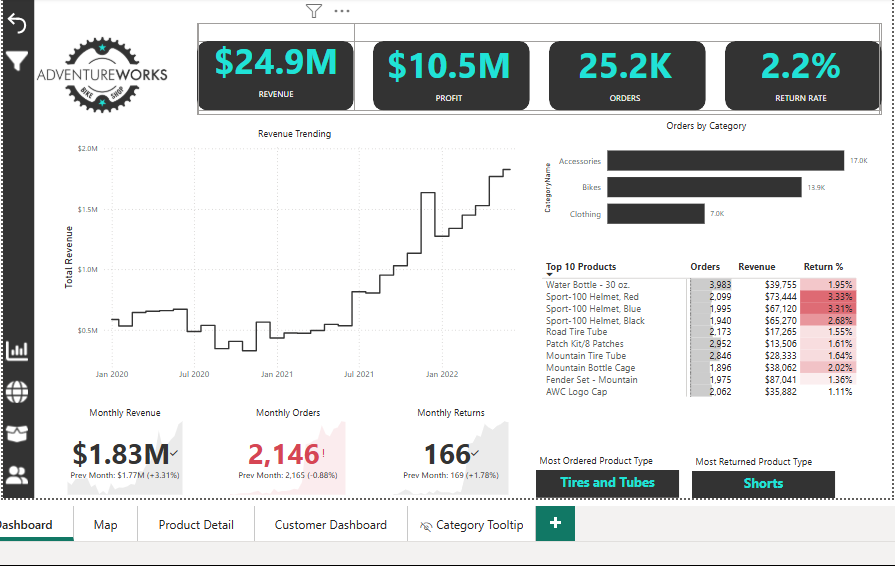 ADVENTUREWORKS
BIKE SHOP
$24.9M
REVENUE
$10.5M
PROFIT
25.2K
ORDERS
2.2%
RETURN RATE
Revenue Trending
Total Revenue
$2.0M
$1.5M
$1.0M
$0.5M
Jan 2020 Jul 2020 Jan 2021 Jul 2021 Jan 2022
Orders by Category
CategoryName
Accessories 17.0K
Bikes 13.9K
Clothing 7.0K
Top 10 Products Orders Revenue Return %
Water Bottle - 30 oz. 3,983 $39,755 1.95%
Sport-100 Helmet, Red 2,099 $73,444 3.33%
Sport-100 Helmet, Blue 1,995 $67,120 3.31%
Sport-100 Helmet, Black 1,940 $65,270 2.68%
Road Tire Tube 2,173 $17,265 1.55%
Patch Kit/8 Patches 2,952 $13,506 1.61%
Mountain Tire Tube 2,846 $28,333 1.64%
Mountain Bottle Cage 1,896 $38,062 2.02%
Fender Set - Mountain 1,975 $87,041 1.36%
AWC Logo Cap 2,062 $35,882 1.11%
Monthly Revenue
$1.83M✓
Prev Month: $1.77M (+3.31%)
Monthly Orders
2,146!
Prev Month: 2,165 (-0.88%)
Monthly Returns
166✓
Prev Month: 169 (+1.78%)
Most Ordered Product Type
Tires and Tubes
Most Returned Product Type
Shorts
Dashboard Map Product Detail Customer Dashboard Category Tooltip +